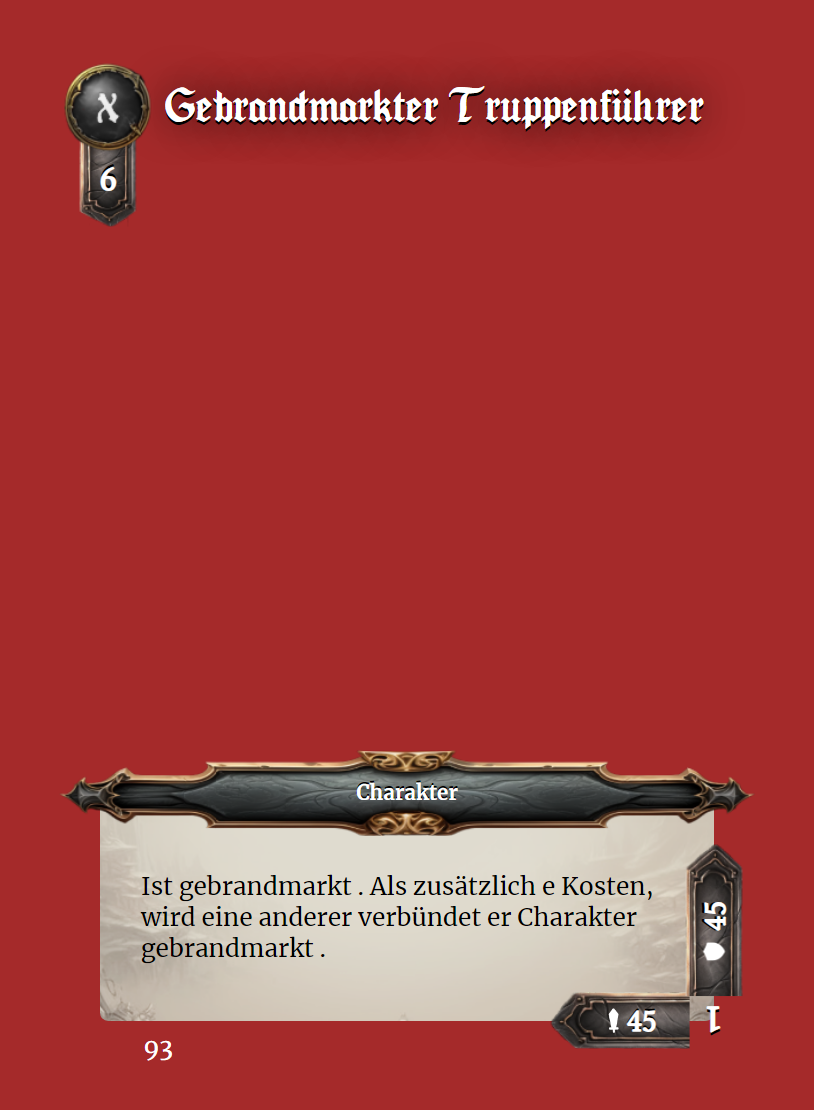 x
Gebrandmarkter Truppenführer
6
Charakter
Ist gebrandmarkt . Als zusätzlich e Kosten,
wird eine anderer verbündet er Charakter
gebrandmarkt .
45
45
1
93